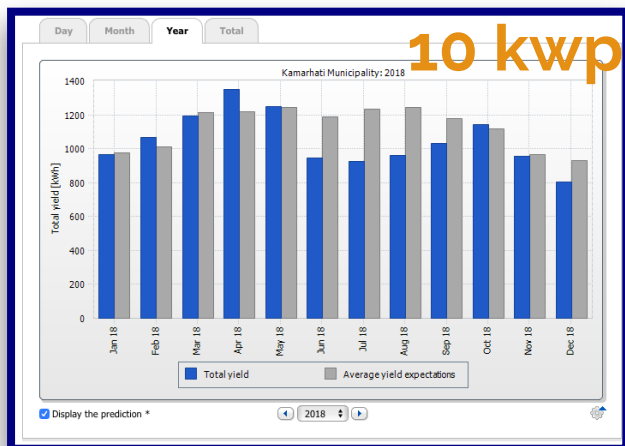 Day Month Year Total
10 kwp
Kamarhati Municipality: 2018
Total yield [kWh]
1400
1200
1000
800
600
400
200
0
Jan 18 Feb 18 Mar 18 Apr 18 May 18 Jun 18 Jul 18 Aug 18 Sep 18 Oct 18 Nov 18 Dec 18
Total yield Average yield expectations
Display the prediction * 2018